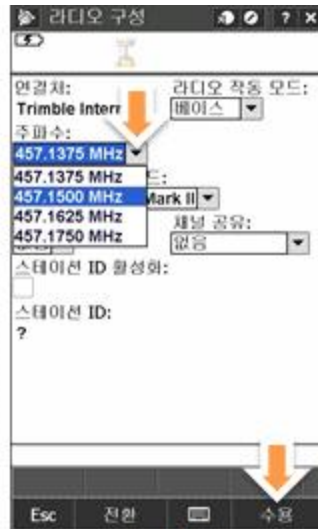 라디오 구성 ? ×
연결처: 라디오 작동 모드:
Trimble Interr 베이스
주파수:
457.1375 MHz
457.1375 MHz 드:
457.1500 MHz Mark II
457.1625 MHz 채널 공유:
457.1750 MHz 없음
스테이션 ID 활성화:
스테이션 ID:
?
Esc 전환 수용